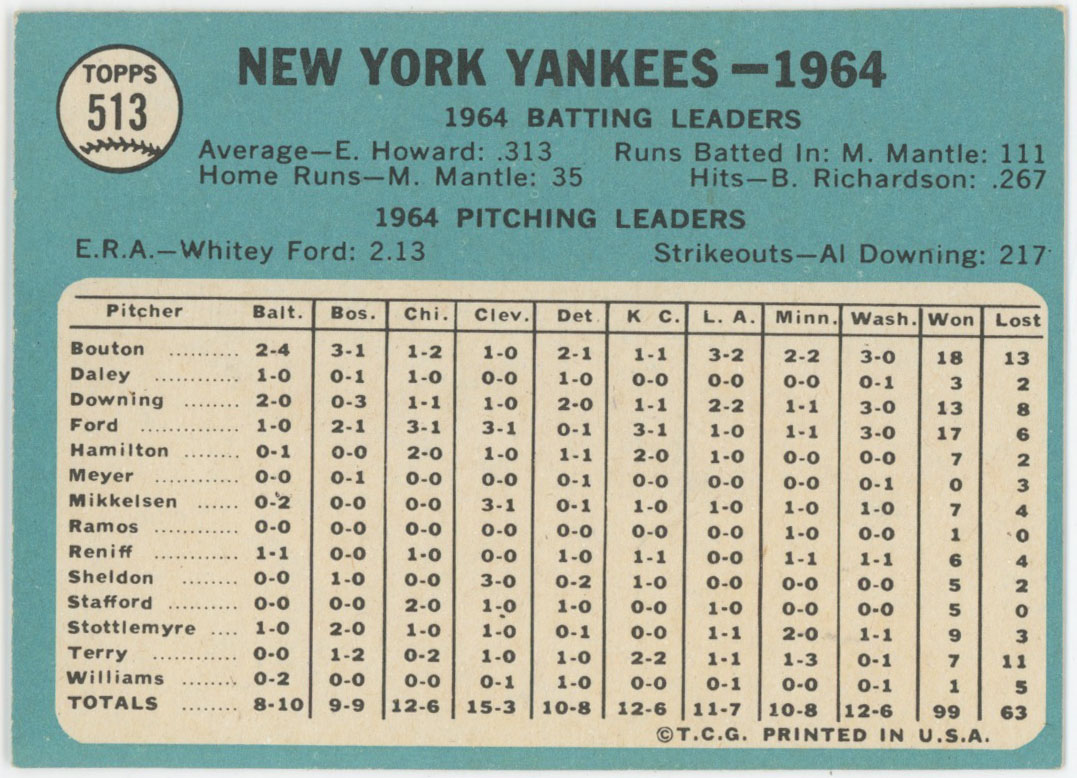 TOPPS
513
NEW YORK YANKEES—1964
1964 BATTING LEADERS
Average—E. Howard: .313 Runs Batted In: M. Mantle: 111
Home Runs—M. Mantle: 35 Hits—B. Richardson: .267
1964 PITCHING LEADERS
E.R.A.—Whitey Ford: 2.13 Strikeouts—Al Downing: 217
Pitcher Balt. Bos. Chi. Clev. Det. K C. L. A. Minn. Wash. Won Lost
Bouton .......... 2-4 3-1 1-2 1-0 2-1 1-1 3-2 2-2 3-0 18 13
Daley ............ 1-0 0-1 1-0 0-0 1-0 0-0 0-0 0-0 0-1 3 2
Downing ........ 2-0 0-3 1-1 1-0 2-0 1-1 2-2 1-1 3-0 13 8
Ford .............. 1-0 2-1 3-1 3-1 0-1 3-1 1-0 1-1 3-0 17 6
Hamilton ........ 0-1 0-0 2-0 1-0 1-1 2-0 1-0 0-0 0-0 7 2
Meyer ............ 0-0 0-1 0-0 0-0 0-1 0-0 0-0 0-0 0-1 0 3
Mikkelsen ...... 0-2 0-0 0-0 3-1 0-1 1-0 1-0 1-0 1-0 7 4
Ramos .......... 0-0 0-0 0-0 0-0 0-0 0-0 0-0 1-0 0-0 1 0
Reniff ............ 1-1 0-0 1-0 0-0 1-0 1-1 0-0 1-1 1-1 6 4
Sheldon ........ 0-0 1-0 0-0 3-0 0-2 1-0 0-0 0-0 0-0 5 2
Stafford .......... 0-0 0-0 2-0 1-0 1-0 0-0 1-0 0-0 0-0 5 0
Stottlemyre .... 1-0 2-0 1-0 1-0 0-1 0-0 1-1 2-0 1-1 9 3
Terry ............ 0-0 1-2 0-2 1-0 1-0 2-2 1-1 1-3 0-1 7 11
Williams ........ 0-2 0-0 0-0 0-1 1-0 0-0 0-1 0-0 0-1 1 5
TOTALS ........ 8-10 9-9 12-6 15-3 10-8 12-6 11-7 10-8 12-6 99 63
©T.C.G. PRINTED IN U.S.A.